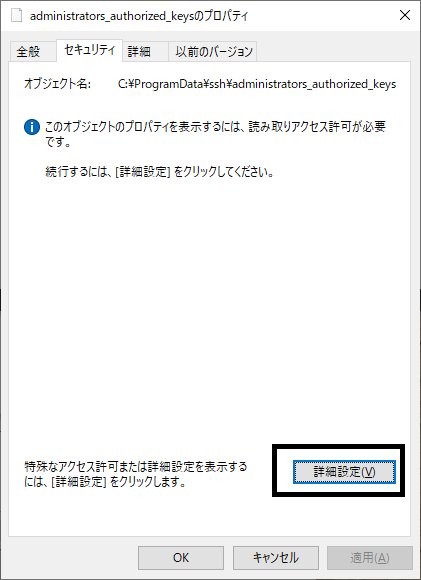 administrators_authorized_keysのプロパティ
全般 セキュリティ 詳細 以前のバージョン
オブジェクト名: C:¥ProgramData¥ssh¥administrators_authorized_keys
このオブジェクトのプロパティを表示するには、読み取りアクセス許可が必要
です。
続行するには、[詳細設定] をクリックしてください。
特殊なアクセス許可または詳細設定を表示する
には、[詳細設定] をクリックします。
詳細設定(V)
OK キャンセル 適用(A)